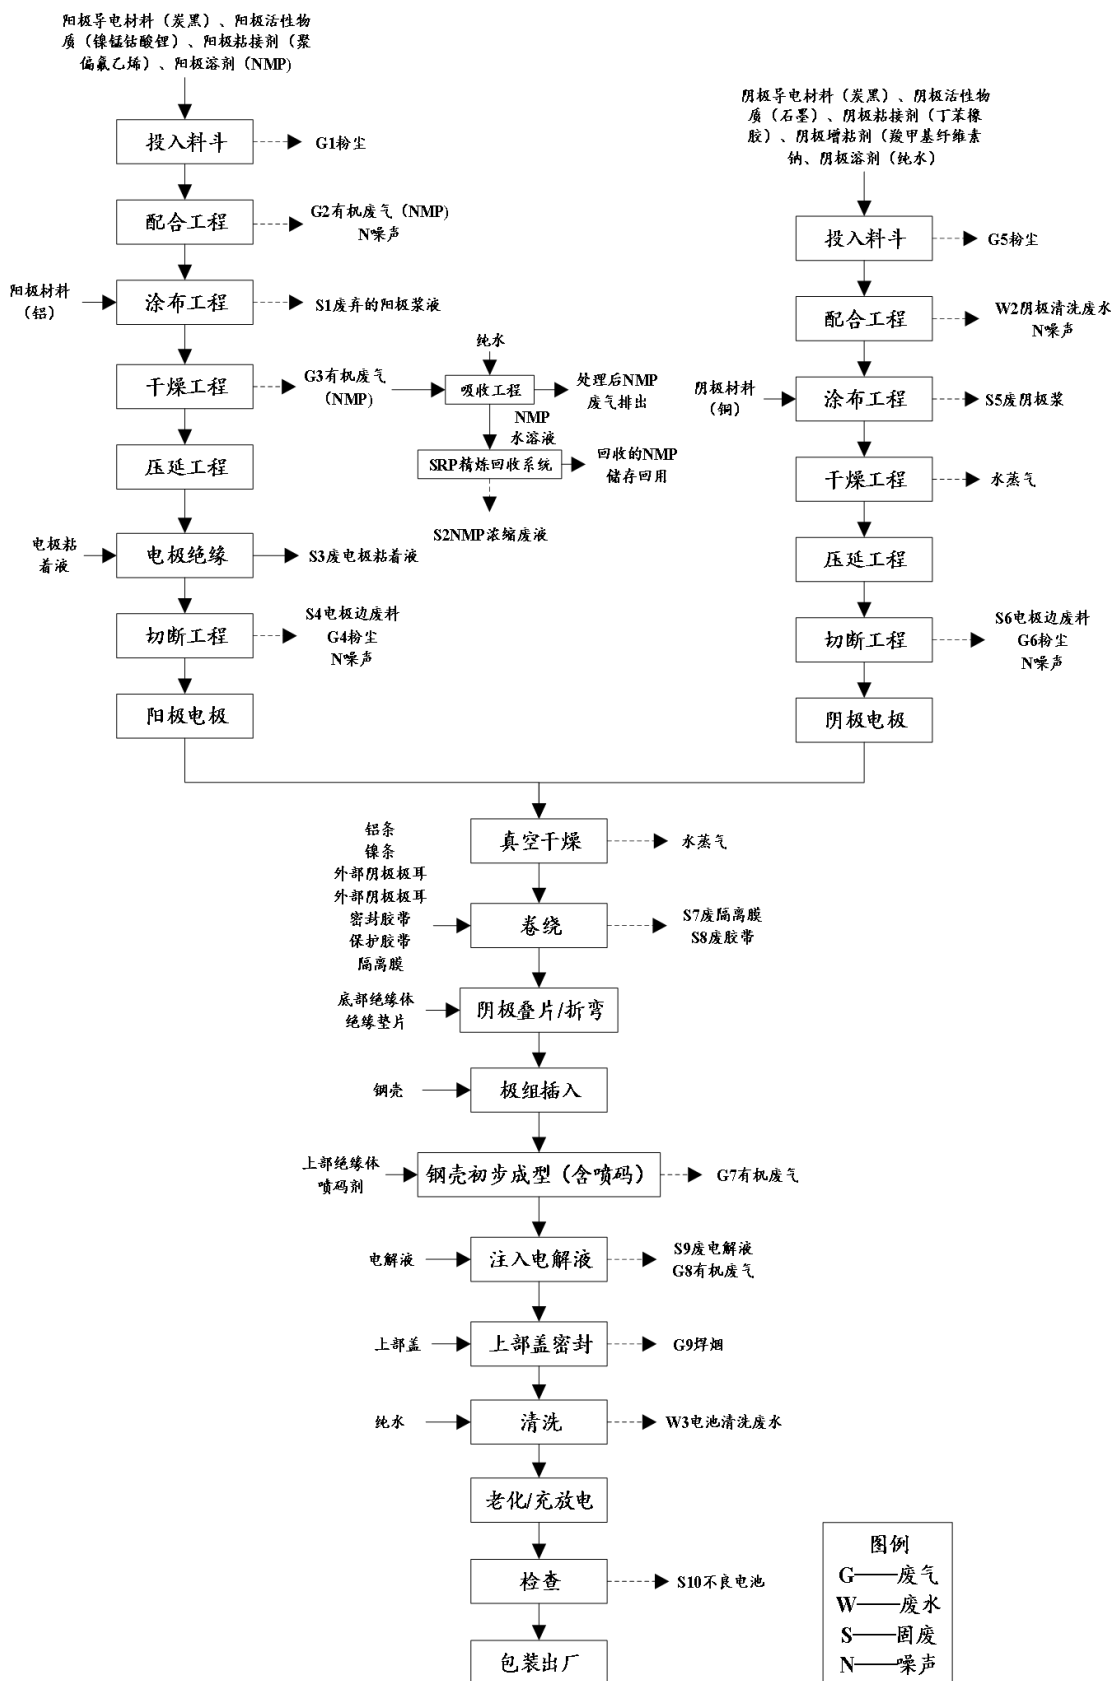 阳极导电材料（炭黑）、阳极活性物
质（镍锰钴酸锂）、阳极粘接剂（聚
偏氟乙烯）、阳极溶剂（NMP)
投入料斗
G1粉尘
配合工程
G2有机废气（NMP)
N噪声
阳极材料
（铝）
涂布工程
S1废弃的阳极浆液
干燥工程
G3有机废气
（NMP)
纯水
吸收工程
处理后NMP
废气排出
NMP
水溶液
SRP精炼回收系统
回收的NMP
储存回用
S2NMP浓缩废液
压延工程
电极粘
着液
电极绝缘
S3废电极粘着液
切断工程
S4电极边废料
G4粉尘
N噪声
阳极电极
阴极导电材料（炭黑）、阴极活性物
质（石墨）、阴极粘接剂（丁苯橡
胶）、阴极增粘剂（羧甲基纤维素
钠、阴极溶剂（纯水）
投入料斗
G5粉尘
配合工程
W2阴极清洗废水
N噪声
阴极材料
（铜）
涂布工程
S5废阴极浆
干燥工程
水蒸气
压延工程
切断工程
S6电极边废料
G6粉尘
N噪声
阴极电极
真空干燥
水蒸气
铝条
镍条
外部阴极极耳
外部阴极极耳
密封胶带
保护胶带
隔离膜
卷绕
S7废隔离膜
S8废胶带
底部绝缘体
绝缘垫片
阴极叠片/折弯
钢壳
极组插入
上部绝缘体
喷码剂
钢壳初步成型（含喷码）
G7有机废气
电解液
注入电解液
S9废电解液
G8有机废气
上部盖
上部盖密封
G9焊烟
纯水
清洗
W3电池清洗废水
老化/充放电
检查
S10不良电池
包装出厂
图例
G——废气
W——废水
S——固废
N——噪声